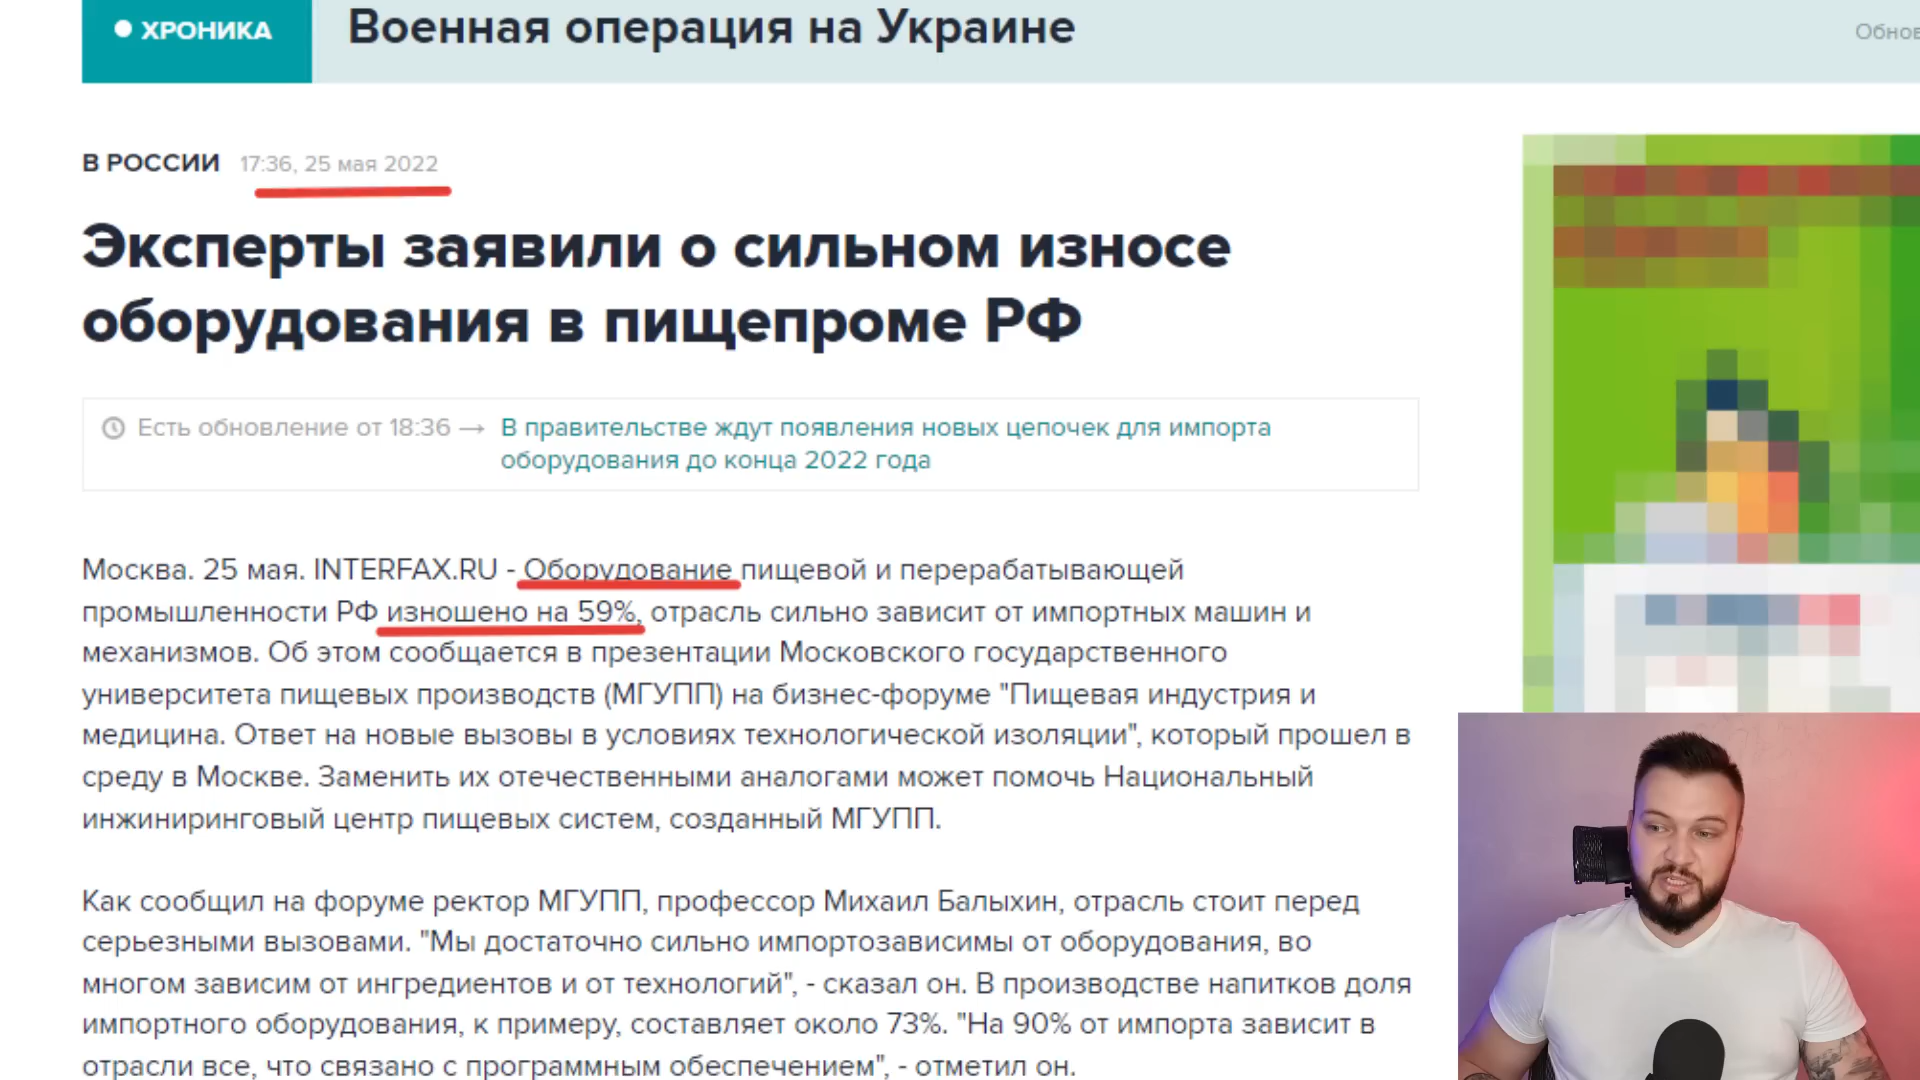 ХРОНИКА
Военная операция на Украине
Обнов
В РОССИИ 17:36, 25 мая 2022
Эксперты заявили о сильном износе
оборудования в пищепроме РФ
Есть обновление от 18:36 → В правительстве ждут появления новых цепочек для импорта
оборудования до конца 2022 года
Москва. 25 мая. INTERFAX.RU - Оборудование пищевой и перерабатывающей
промышленности РФ изношено на 59%, отрасль сильно зависит от импортных машин и
механизмов. Об этом сообщается в презентации Московского государственного
университета пищевых производств (МГУПП) на бизнес-форуме "Пищевая индустрия и
медицина. Ответ на новые вызовы в условиях технологической изоляции", который прошел в
среду в Москве. Заменить их отечественными аналогами может помочь Национальный
инжиниринговый центр пищевых систем, созданный МГУПП.
Как сообщил на форуме ректор МГУПП, профессор Михаил Балыхин, отрасль стоит перед
серьезными вызовами. "Мы достаточно сильно импортозависимы от оборудования, во
многом зависим от ингредиентов и от технологий", - сказал он. В производстве напитков доля
импортного оборудования, к примеру, составляет около 73%. "На 90% от импорта зависит в
отрасли все, что связано с программным обеспечением", - отметил он.